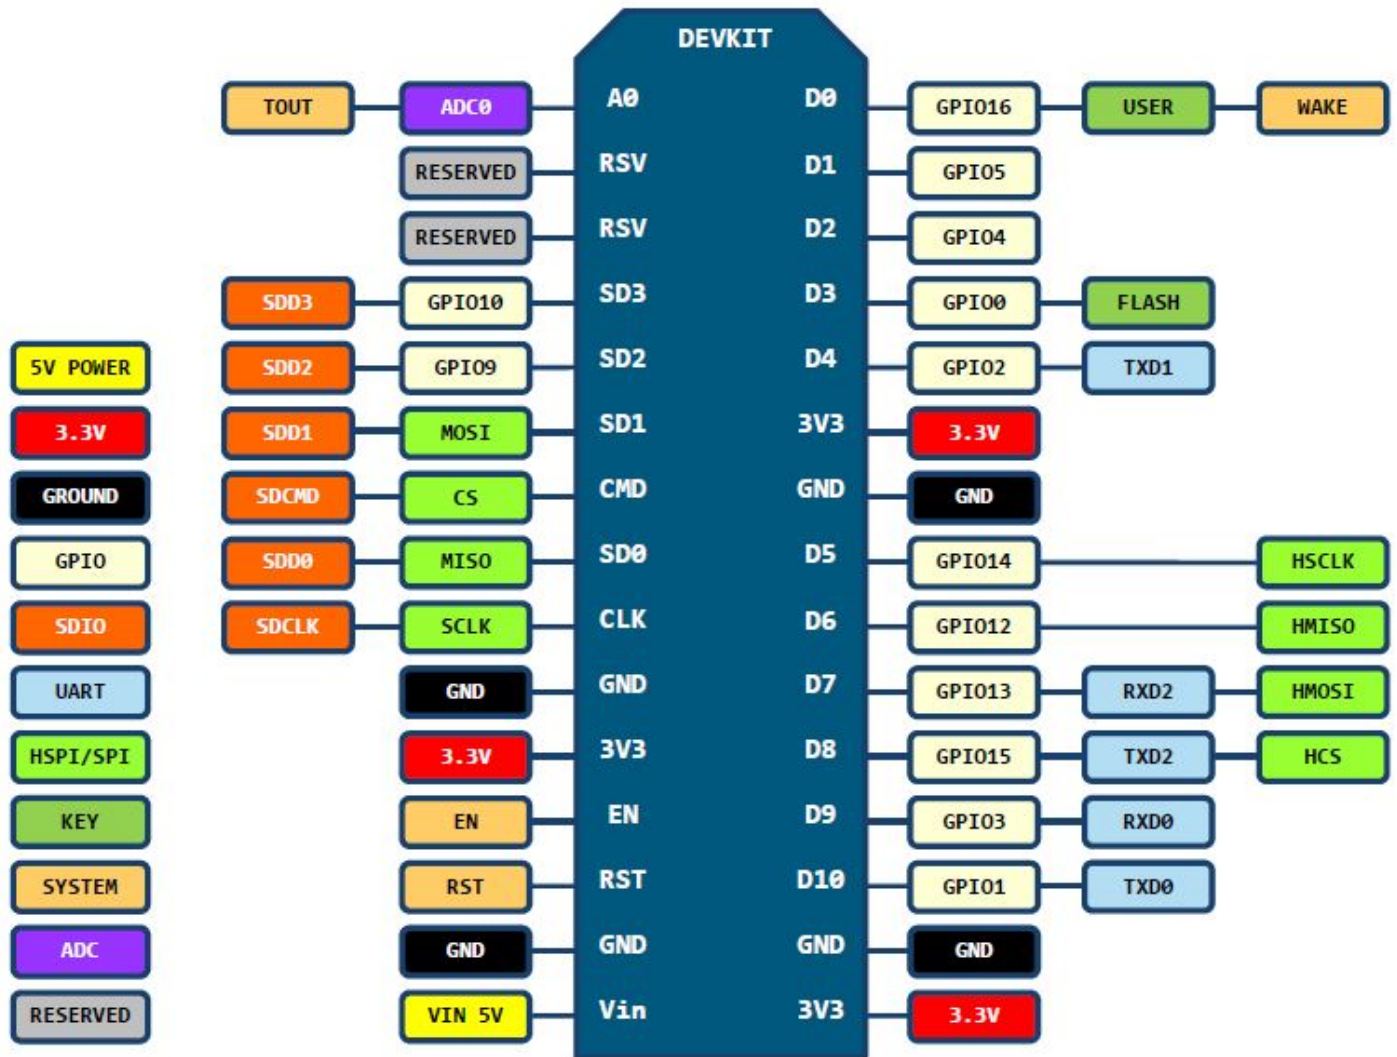 DEVKIT
TOUT ADC0 A0 D0 GPIO16 USER WAKE
RESERVED RSV D1 GPIO5
RESERVED RSV D2 GPIO4
SDD3 GPIO10 SD3 D3 GPIO0 FLASH
5V POWER SDD2 GPIO9 SD2 D4 GPIO2 TXD1
3.3V SDD1 MOSI SD1 3V3 3.3V
GROUND SDCMD CS CMD GND GND
GPIO SDD0 MISO SD0 D5 GPIO14 HSCLK
SDIO SDCLK SCLK CLK D6 GPIO12 HMISO
UART GND GND D7 GPIO13 RXD2 HMOSI
HSPI/SPI 3.3V 3V3 D8 GPIO15 TXD2 HCS
KEY EN EN D9 GPIO3 RXD0
SYSTEM RST RST D10 GPIO1 TXD0
ADC GND GND GND GND
RESERVED VIN 5V Vin 3V3 3.3V